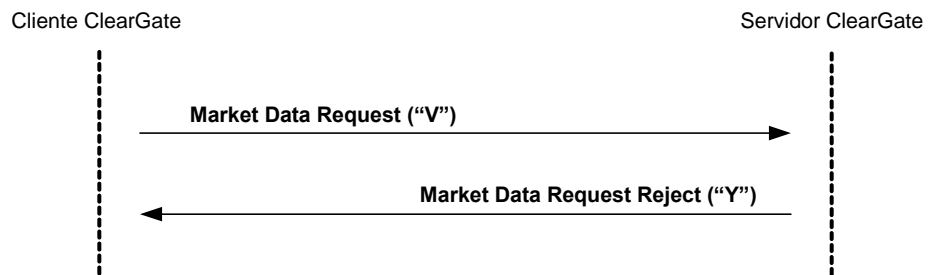 Cliente ClearGate
Servidor ClearGate
Market Data Request (“V”)
Market Data Request Reject (“Y”)